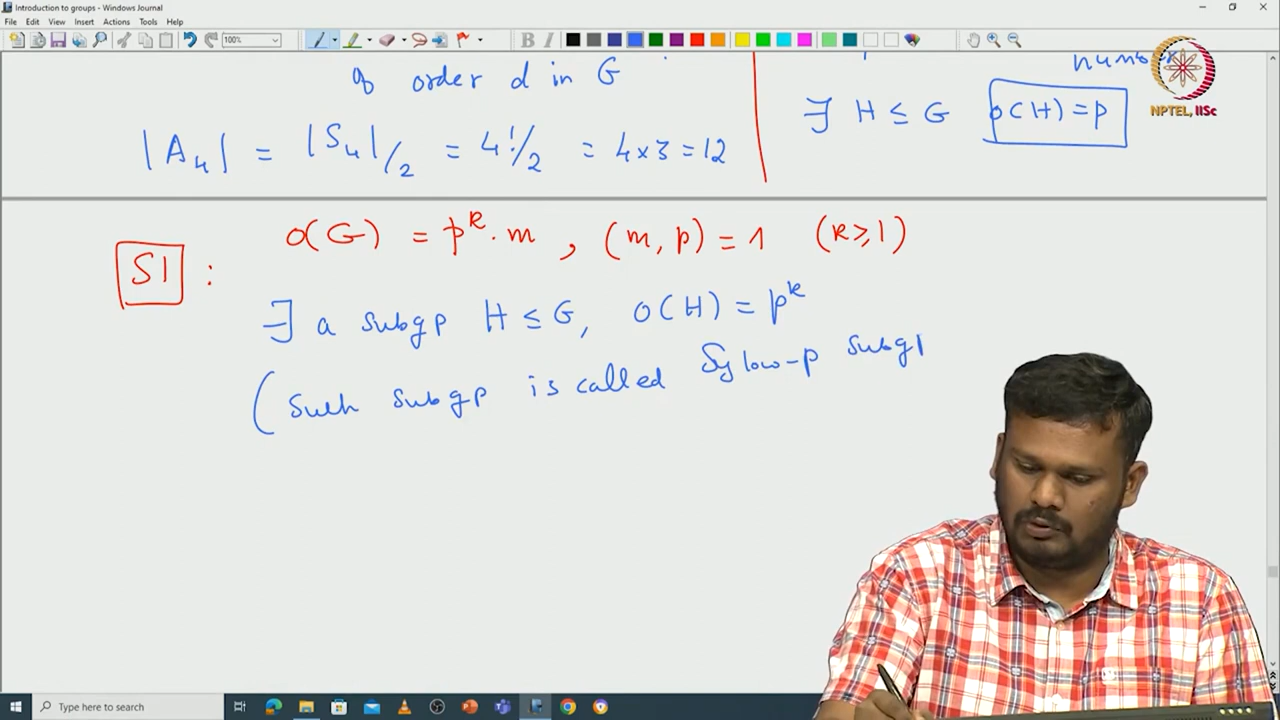 Introduction to groups - Windows Journal
File Edit View Insert Actions Tools Help
100%
B I
of order d in G
|A₄| = |S₄|/2 = 4!/2 = 4×3=12
∃ H ≤ G o(H) = p
NPTEL, IISc
S1 : o(G) = p^k · m , (m, p) = 1 (k ≥ 1)
∃ a subgp H ≤ G, o(H) = p^k
(Such subgp is called Sylow-p subgp
Type here to search